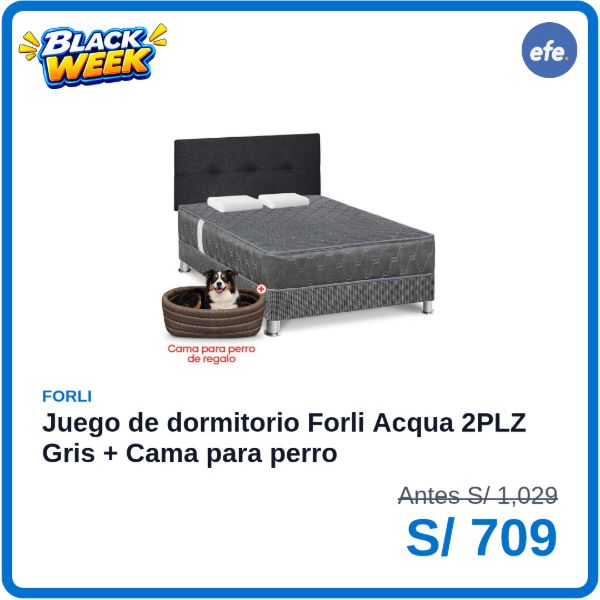 BLACK
WEEK
efe.
Cama para perro
de regalo
FORLI
Juego de dormitorio Forli Acqua 2PLZ
Gris + Cama para perro
Antes S/ 1,029
S/ 709